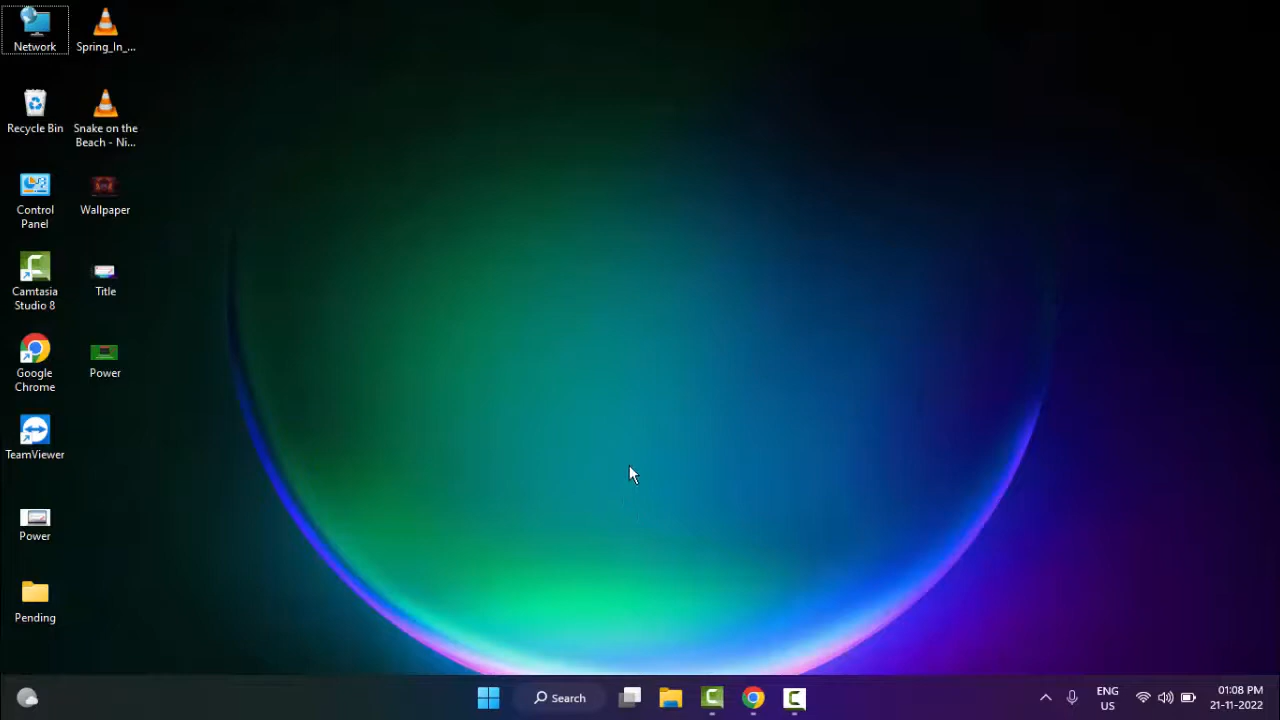 Network
Spring_In_...
Recycle Bin
Snake on the
Beach - Ni...
Control
Panel
Wallpaper
Camtasia
Studio 8
Title
Google
Chrome
Power
TeamViewer
Power
Pending
Search
ENG
US
01:08 PM
21-11-2022